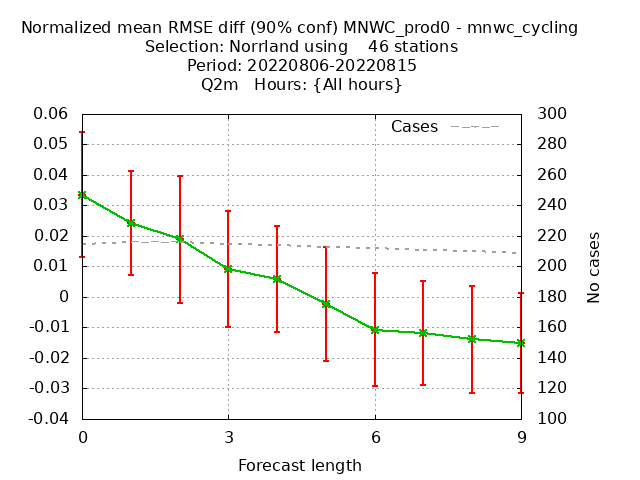 Normalized mean RMSE diff (90% conf) MNWC_prod0 - mnwc_cycling
Selection: Norrland using    46 stations
Period: 20220806-20220815
Q2m   Hours: {All hours}
Cases
0.06
0.05
0.04
0.03
0.02
0.01
0
-0.01
-0.02
-0.03
-0.04
300
280
260
240
220
200
180
160
140
120
100
No cases
0 3 6 9
Forecast length